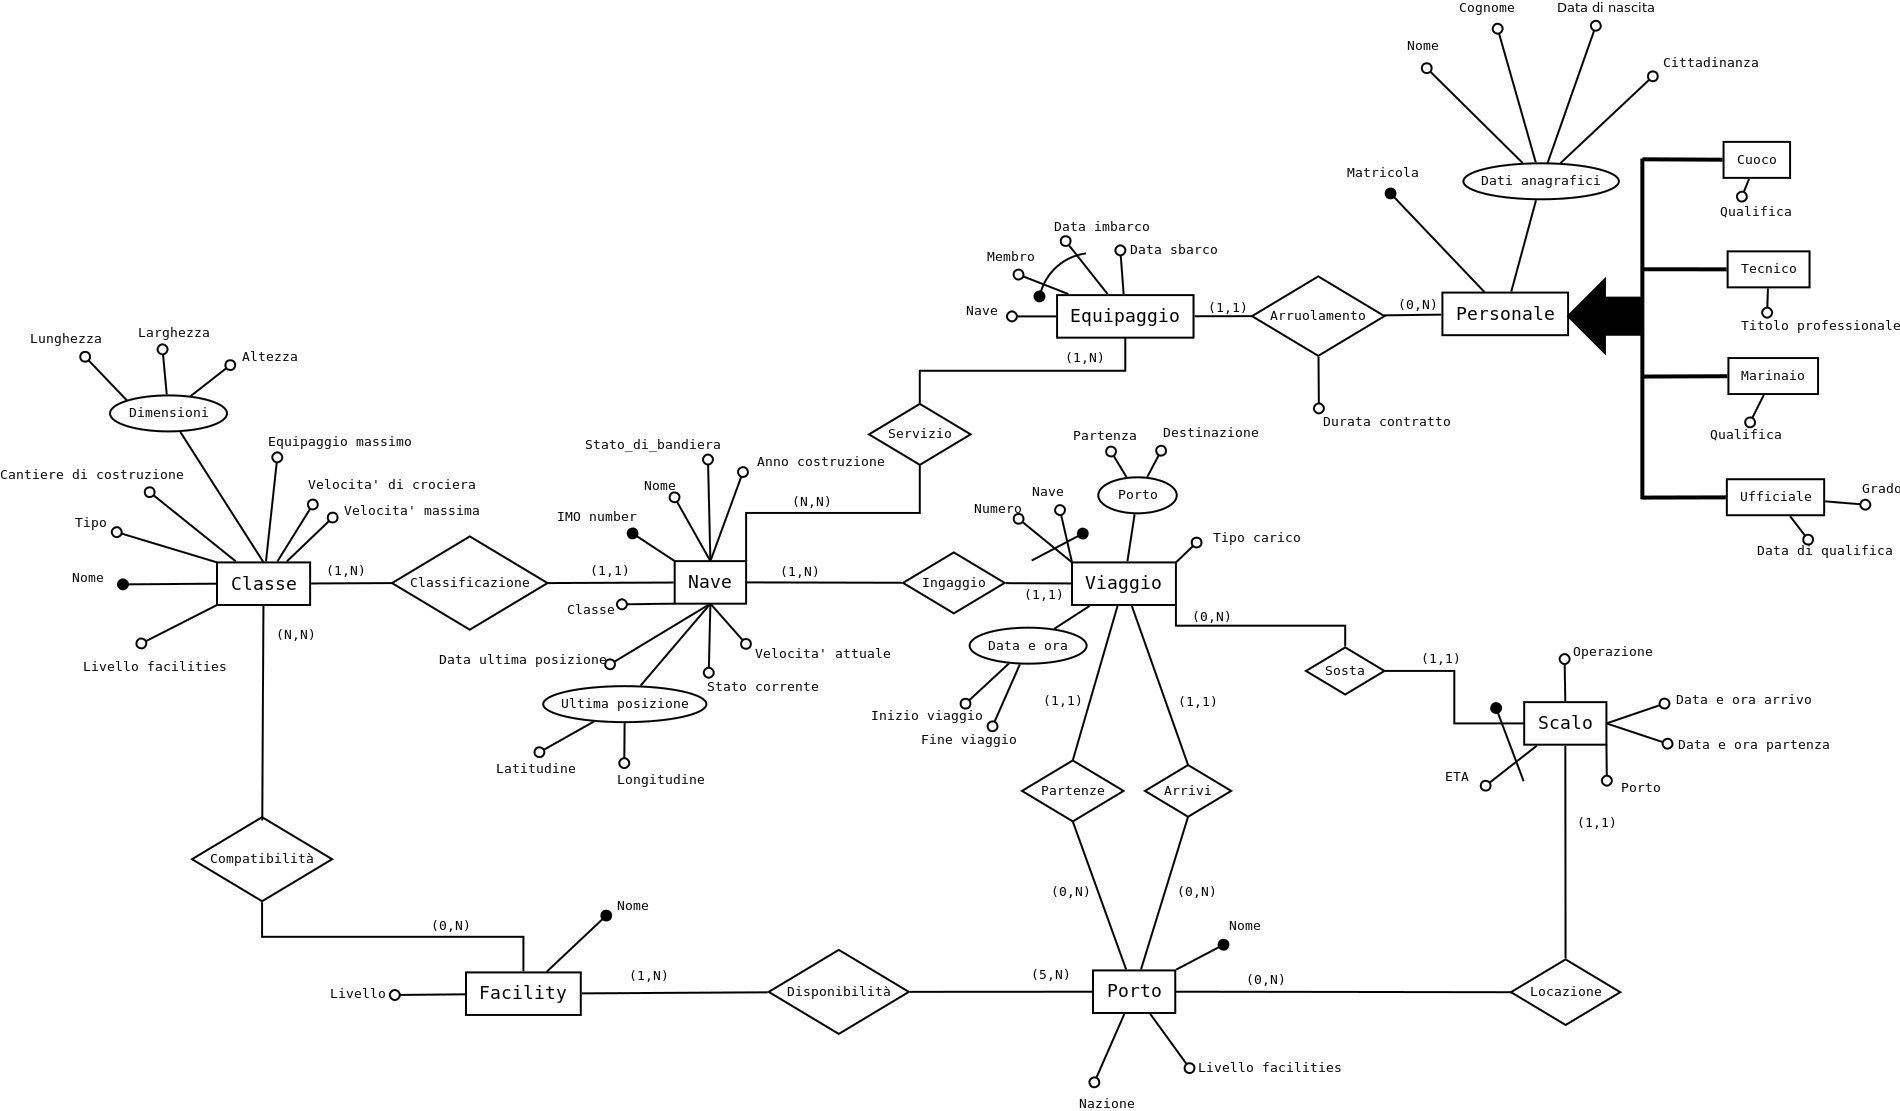 Cognome
Data di nascita
Nome
Cittadinanza
Cuoco
Matricola
Dati anagrafici
Qualifica
Data imbarco
Membro
Data sbarco
Tecnico
Nave
Equipaggio
(1,1)
Arruolamento
(0,N)
Personale
Titolo professionale
Lunghezza
Larghezza
Altezza
(1,N)
Marinaio
Dimensioni
Durata contratto
Qualifica
Equipaggio massimo
Stato_di_bandiera
Servizio
Partenza
Destinazione
Cantiere di costruzione
Velocita' di crociera
Anno costruzione
Nome
Nave
Porto
Ufficiale
Grado
Velocita' massima
(N,N)
Numero
Tipo
IMO number
Tipo carico
Data di qualifica
Nome
Classe
(1,N)
Classificazione
(1,1)
Nave
(1,N)
Ingaggio
(1,1)
Viaggio
Classe
(0,N)
(N,N)
Livello facilities
Data ultima posizione
Velocita' attuale
Data e ora
Sosta
(1,1)
Operazione
Stato corrente
Ultima posizione
(1,1)
(1,1)
Data e ora arrivo
Inizio viaggio
Fine viaggio
Scalo
Data e ora partenza
Latitudine
Longitudine
ETA
Porto
Partenze
Arrivi
(1,1)
Compatibilità
(0,N)
(0,N)
Nome
(0,N)
Nome
Livello
Facility
(1,N)
Disponibilità
(5,N)
Porto
(0,N)
Locazione
Livello facilities
Nazione